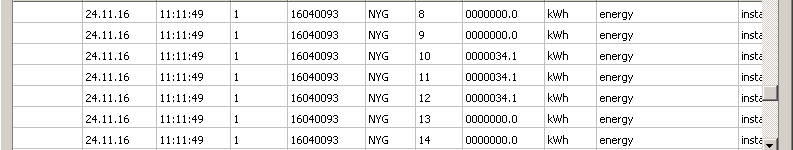 24.11.16 11:11:49 1 16040093 NYG 8 0000000.0 kWh energy insta
24.11.16 11:11:49 1 16040093 NYG 9 0000000.0 kWh energy insta
24.11.16 11:11:49 1 16040093 NYG 10 0000034.1 kWh energy insta
24.11.16 11:11:49 1 16040093 NYG 11 0000034.1 kWh energy insta
24.11.16 11:11:49 1 16040093 NYG 12 0000034.1 kWh energy insta
24.11.16 11:11:49 1 16040093 NYG 13 0000000.0 kWh energy insta
24.11.16 11:11:49 1 16040093 NYG 14 0000000.0 kWh energy insta